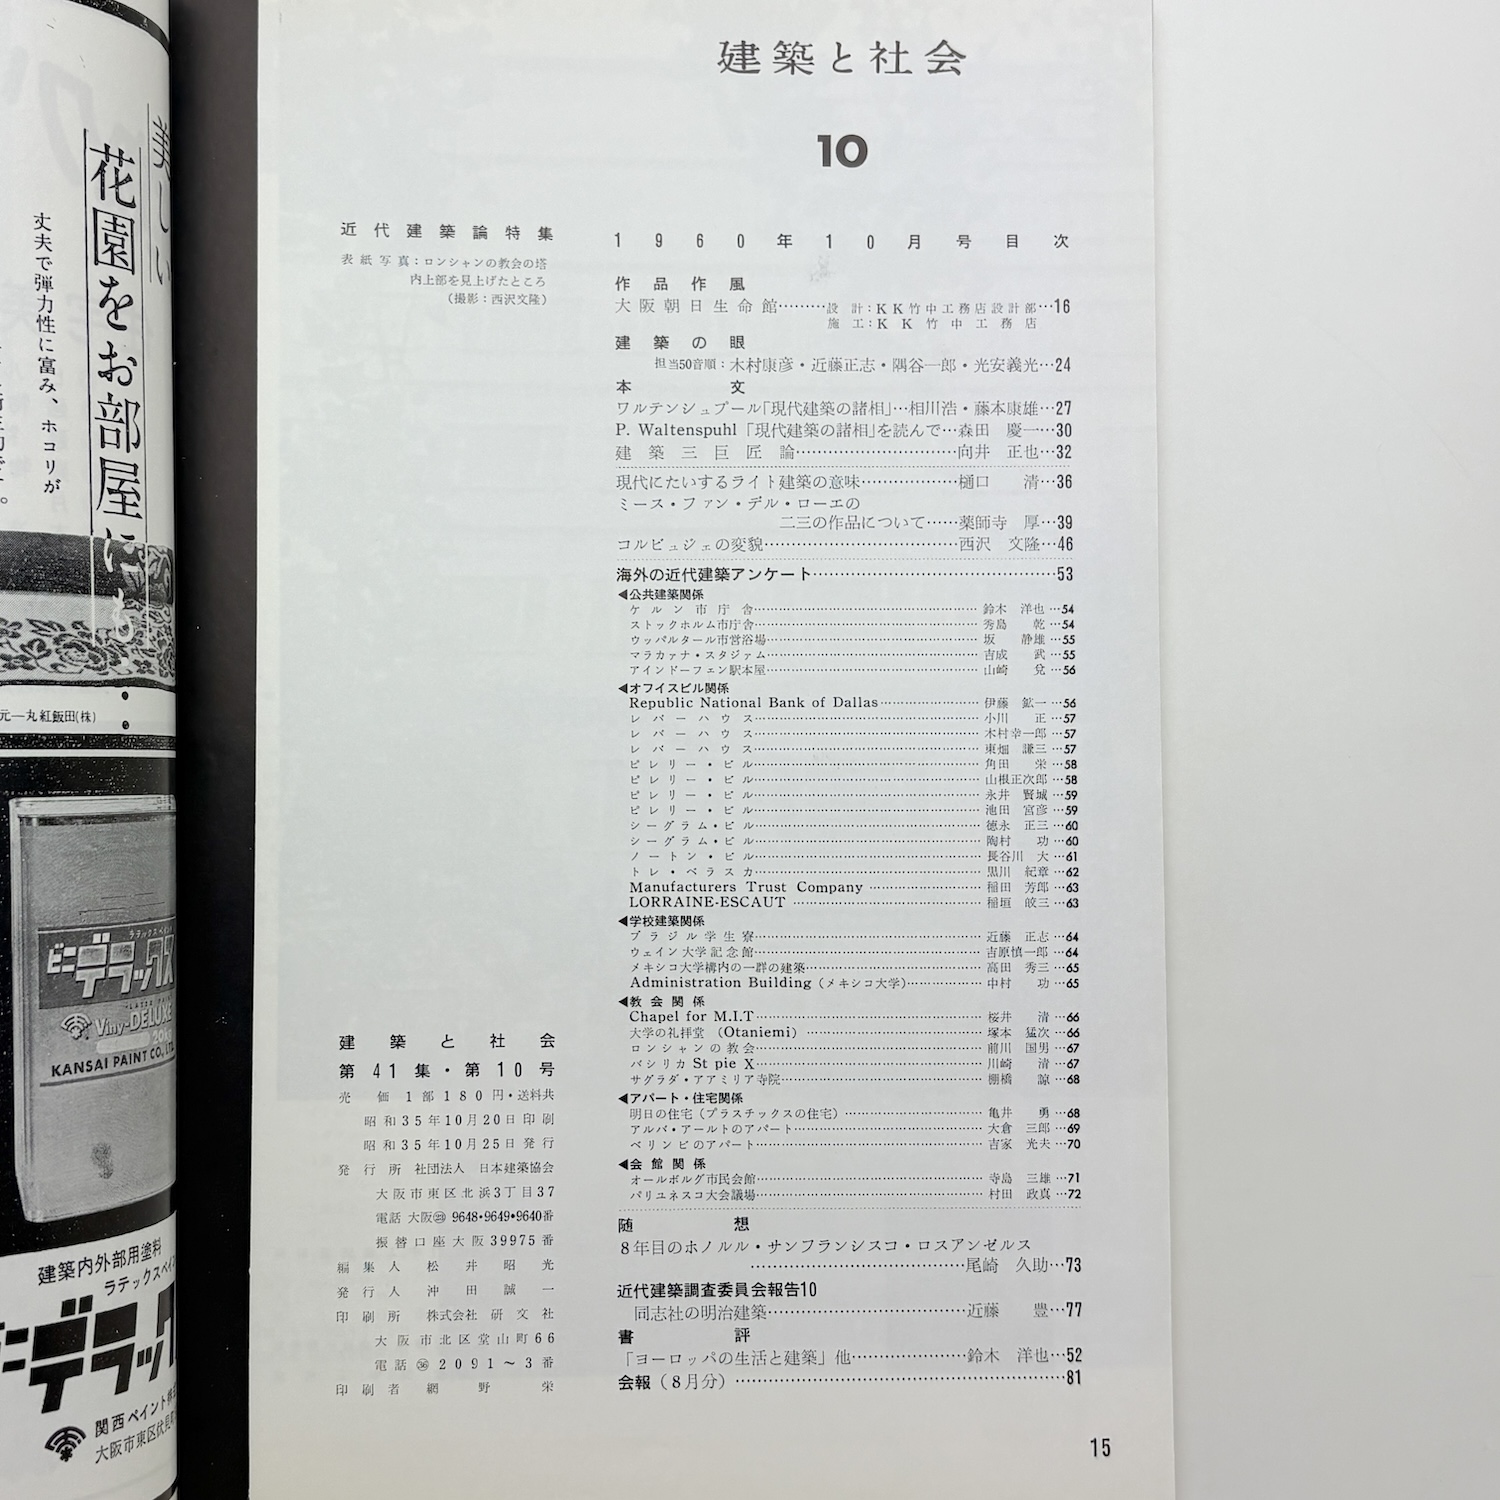 建築と社会
10
近代建築論特集
表紙写真：ロンシャンの教会の塔
内上部を見上げたところ
（撮影：西沢文隆）
1960年10月号目次
作品作風
大阪朝日生命館………設計：KK竹中工務店設計部…16
施工：KK竹中工務店
建築の眼
担当50音順：木村康彦・近藤正志・隅谷一郎・光安義光…24
本文
ワルテンシュプール「現代建築の諸相」…相川浩・藤本康雄…27
P. Waltenspuhl「現代建築の諸相」を読んで…森田 慶一…30
建築三巨匠論…向井 正也…32
現代にたいするライト建築の意味…樋口 清…36
ミース・ファン・デル・ローエの
二三の作品について……薬師寺 厚…39
コルビュジェの変貌…西沢 文隆…46
海外の近代建築アンケート…53
◀公共建築関係
ケルン市庁舎…鈴木 洋也…54
ストックホルム市庁舎…秀島 乾…54
ウッパルタール市営浴場…坂 静雄…55
マラカァナ・スタジァム…吉成 武…55
アインドーフェン駅本屋…山崎 兌…56
◀オフイスビル関係
Republic National Bank of Dallas…伊藤 鉱一…56
レバーハウス…小川 正…57
レバーハウス…木村幸一郎…57
レバーハウス…東畑 謙三…57
ピレリー・ビル…角田 栄…58
ピレリー・ビル…山根正次郎…58
ピレリー・ビル…永井 賢城…59
ピレリー・ビル…池田 宮彦…59
シーグラム・ビル…徳永 正三…60
シーグラム・ビル…陶村 功…60
ノートン・ビル…長谷川 大…61
トレ・ベラスカ…黒川 紀章…62
Manufacturers Trust Company…稲田 芳郎…63
LORRAINE-ESCAUT…稲垣 皎三…63
◀学校建築関係
ブラジル学生寮…近藤 正志…64
ウェイン大学記念館…吉原慎一郎…64
メキシコ大学構内の一群の建築…高田 秀三…65
Administration Building（メキシコ大学）…中村 功…65
◀教会関係
Chapel for M.I.T…桜井 清…66
大学の礼拝堂（Otaniemi）…塚本 猛次…66
ロンシャンの教会…前川 国男…67
バシリカ St pie X…川崎 清…67
サグラダ・アアミリア寺院…棚橋 諒…68
◀アパート・住宅関係
明日の住宅（プラスチックスの住宅）…亀井 勇…68
アルバ・アールトのアパート…大倉 三郎…69
ベリンビのアパート…吉家 光夫…70
◀会館関係
オールボルグ市民会館…寺島 三雄…71
パリユネスコ大会議場…村田 政真…72
随想
8年目のホノルル・サンフランシスコ・ロスアンゼルス
…尾崎 久助…73
近代建築調査委員会報告10
同志社の明治建築…近藤 豊…77
書評
「ヨーロッパの生活と建築」他…鈴木 洋也…52
会報（8月分）…81
建築と社会
第41集・第10号
売価 1部180円・送料共
昭和35年10月20日印刷
昭和35年10月25日発行
発行所 社団法人 日本建築協会
大阪市東区北浜3丁目37
電話 大阪㉓ 9648・9649・9640番
振替口座大阪39975番
編集人 松井昭光
発行人 沖田誠一
印刷所 株式会社 研文社
大阪市北区堂山町66
電話㊱2091〜3番
印刷者 網野栄
15
美しい
花園をお部屋にも
丈夫で弾力性に富み、ホコリが
元―丸紅飯田(株)
ラテックスペイント
ビニデラックス
Viny-DELUXE
KANSAI PAINT CO., LTD.
建築内外部用塗料
ラテックスペイ
ニデラック
関西ペイント株
大阪市東区伏見